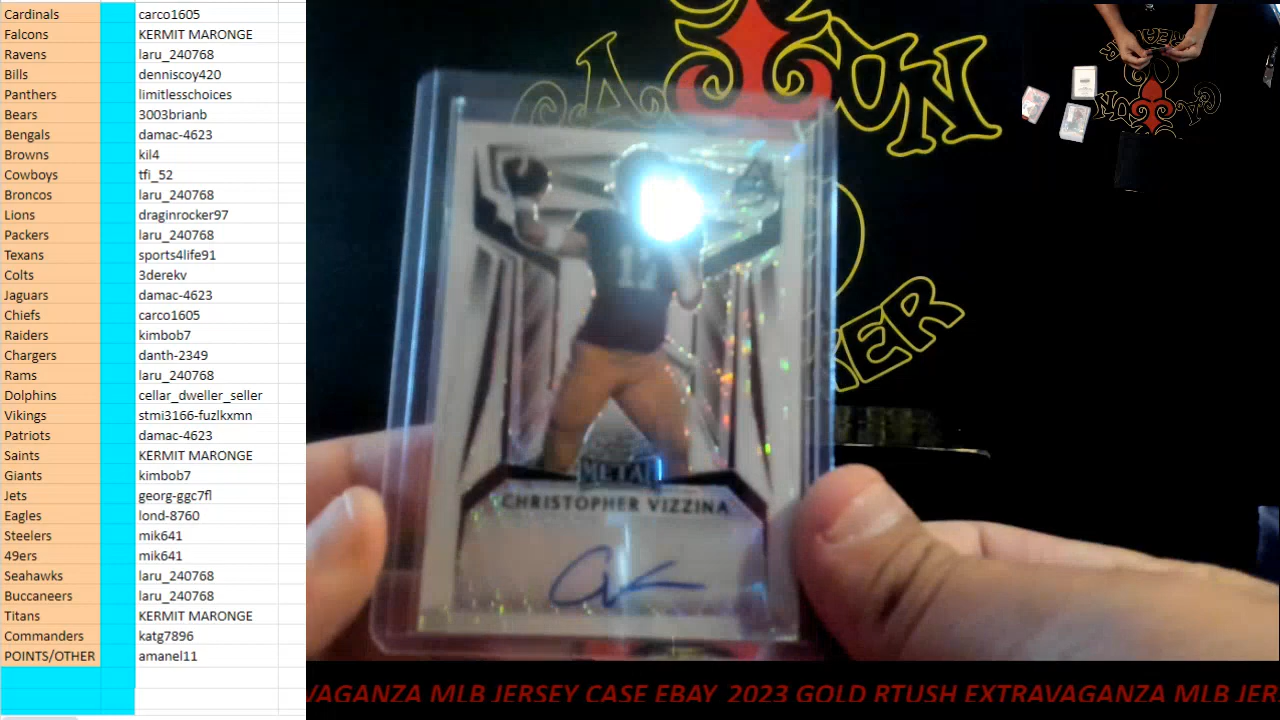 Cardinals carco1605
Falcons KERMIT MARONGE
Ravens laru_240768
Bills denniscoy420
Panthers limitlesschoices
Bears 3003brianb
Bengals damac-4623
Browns kil4
Cowboys tfi_52
Broncos laru_240768
Lions draginrocker97
Packers laru_240768
Texans sports4life91
Colts 3derekv
Jaguars damac-4623
Chiefs carco1605
Raiders kimbob7
Chargers danth-2349
Rams laru_240768
Dolphins cellar_dweller_seller
Vikings stmi3166-fuzlkxmn
Patriots damac-4623
Saints KERMIT MARONGE
Giants kimbob7
Jets georg-ggc7fl
Eagles lond-8760
Steelers mik641
49ers mik641
Seahawks laru_240768
Buccaneers laru_240768
Titans KERMIT MARONGE
Commanders katg7896
POINTS/OTHER amanel11
METAL
CHRISTOPHER VIZZINA
VAGANZA MLB JERSEY CASE EBAY 2023 GOLD RTUSH EXTRAVAGANZA MLB JER